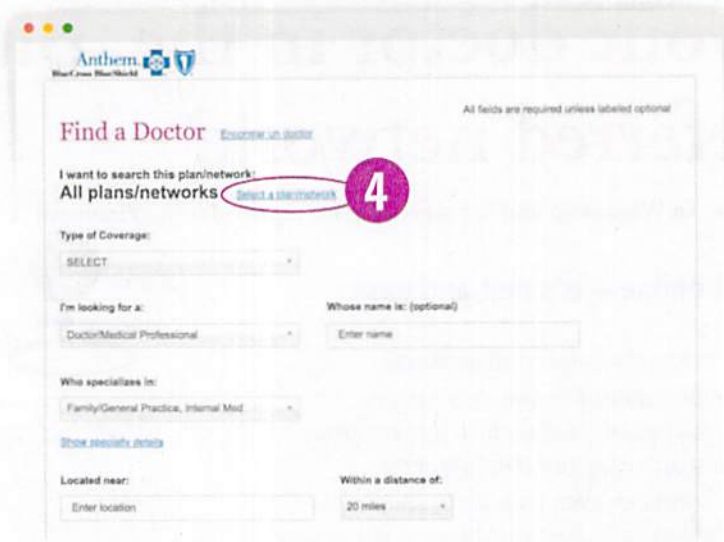 Anthem.
BlueCross BlueShield
All fields are required unless labeled optional
Find a Doctor Encontrar un doctor
I want to search this plan/network:
All plans/networks Select a plan/network 4
Type of Coverage:
SELECT
I'm looking for a: Whose name is: (optional)
Doctor/Medical Professional Enter name
Who specializes in:
Family/General Practice, Internal Med
Show specialty details
Located near: Within a distance of:
Enter location 20 miles